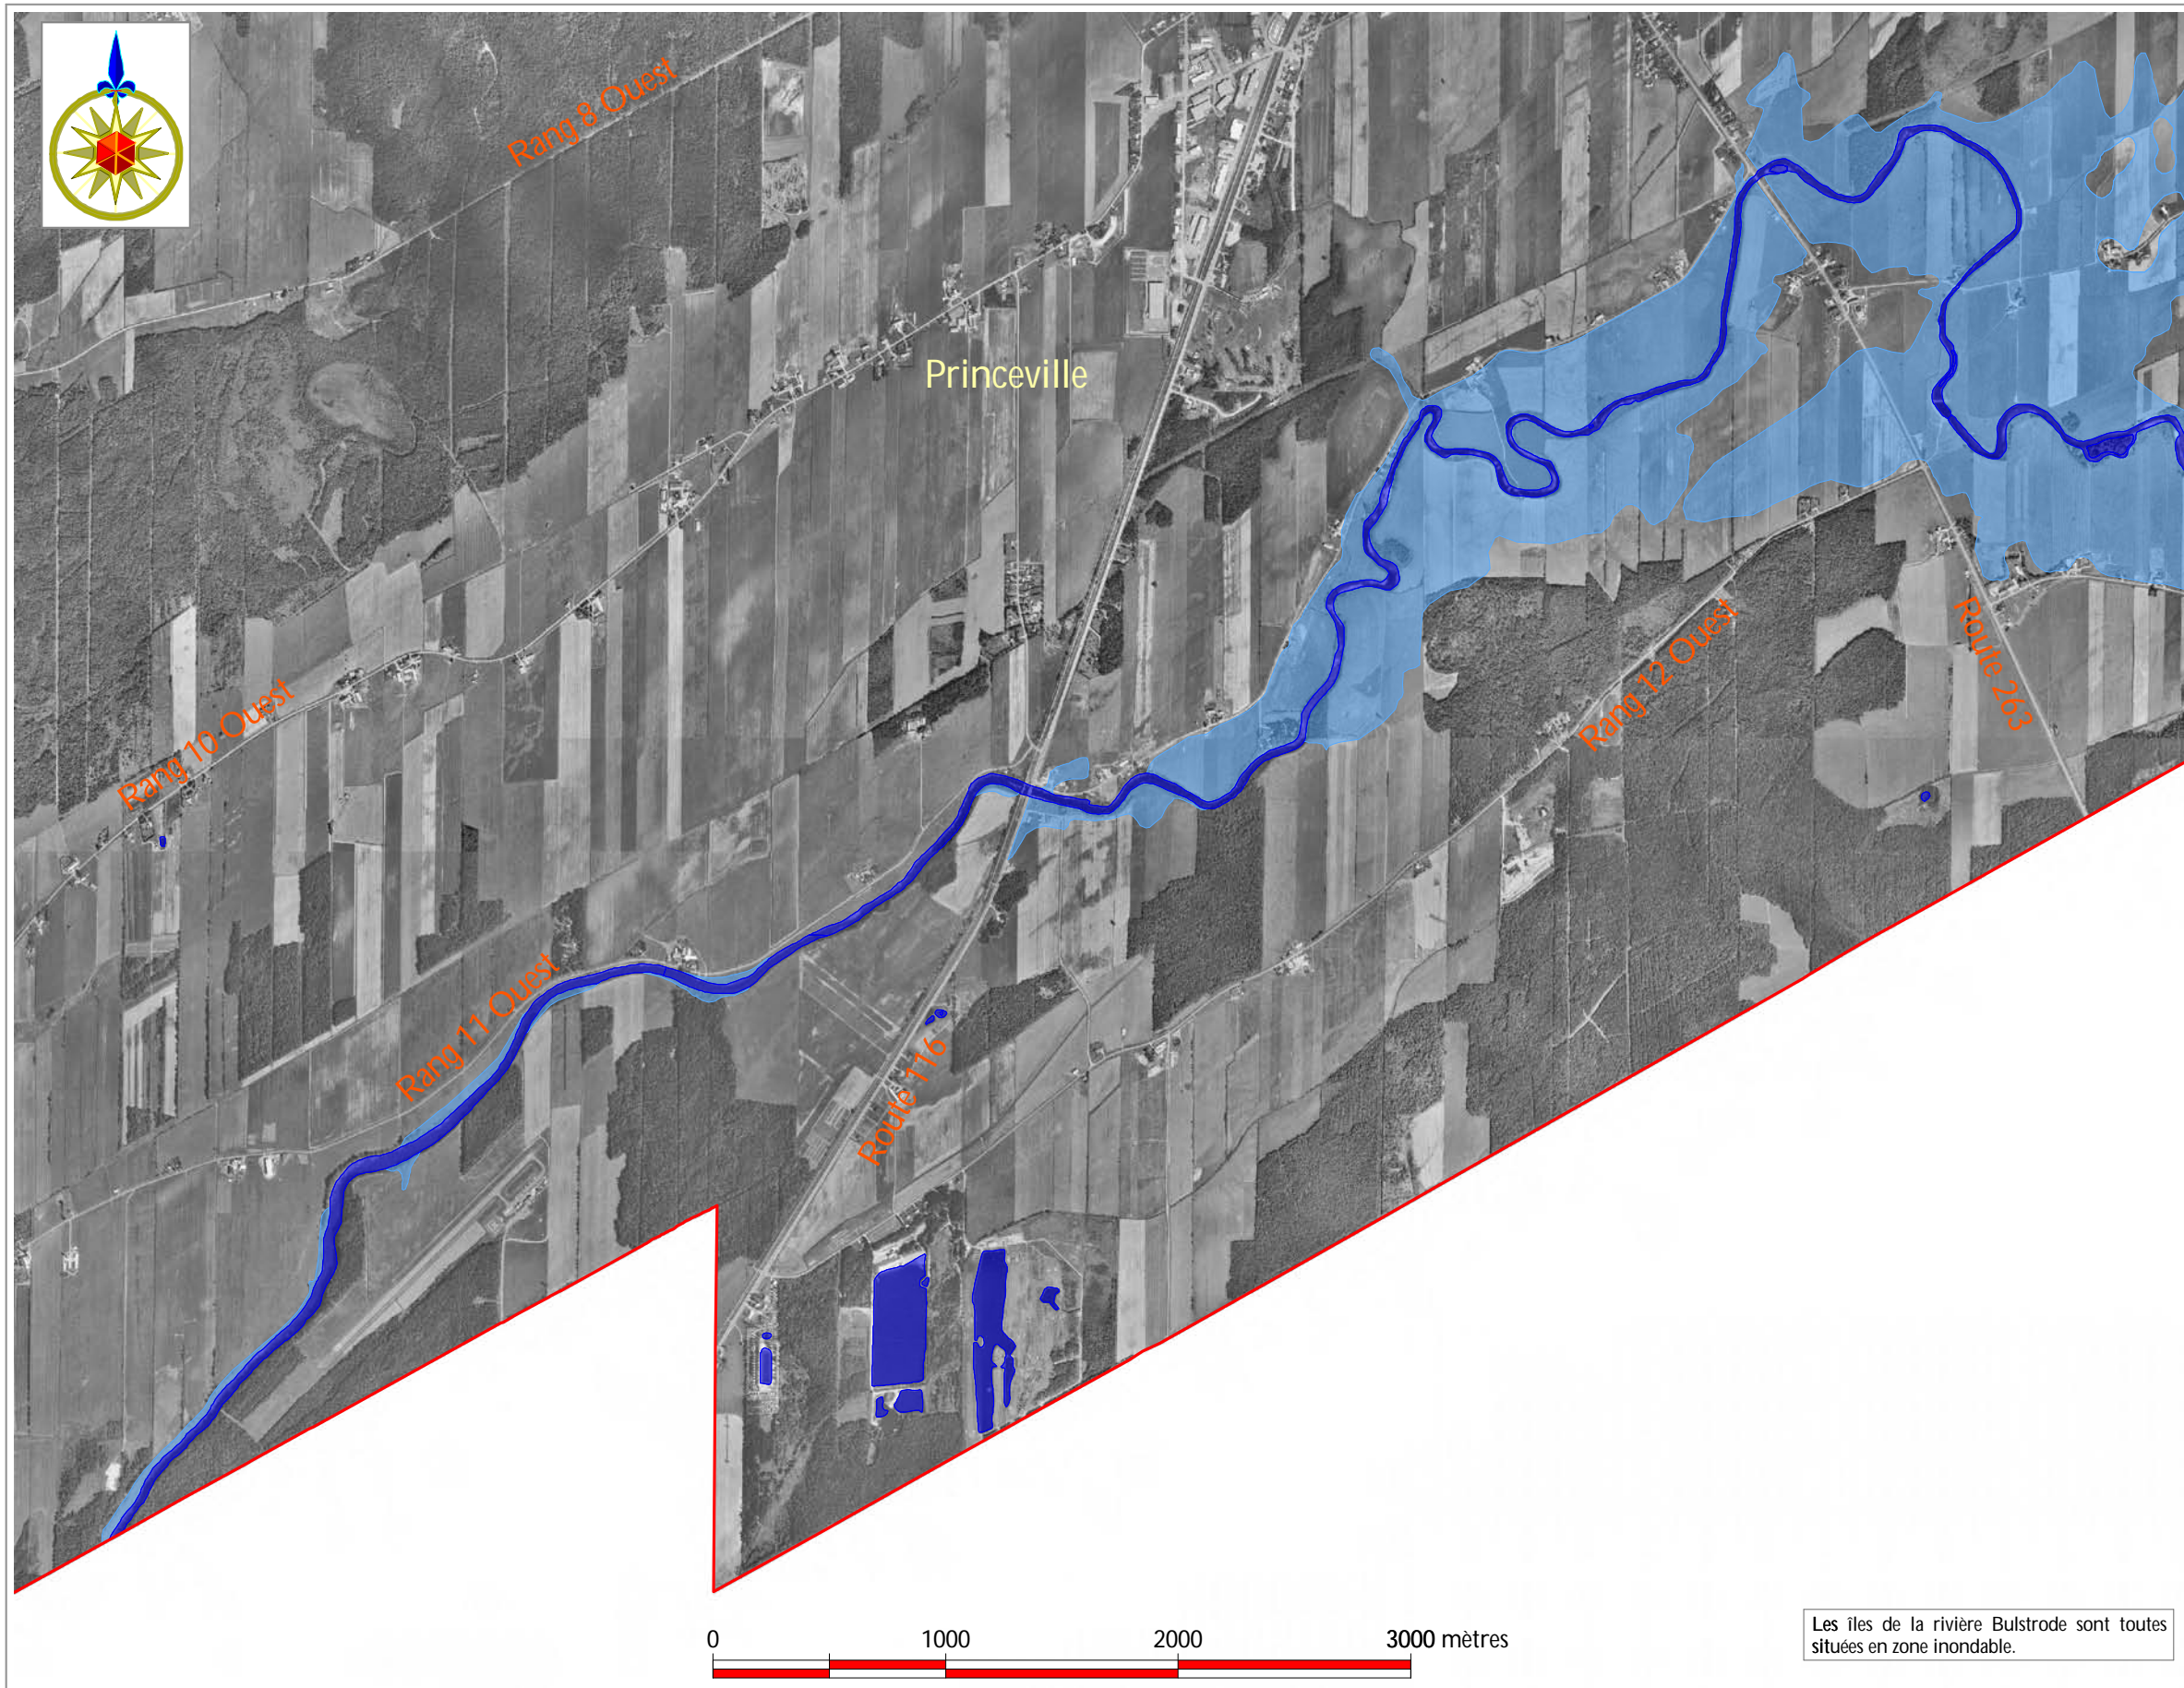 Rang 8 Ouest
Princeville
Rang 10 Ouest
Rang 12 Ouest
Route 263
Rang 11 Ouest
Route 116
0 1000 2000 3000 mètres
Les îles de la rivière Bulstrode sont toutes
situées en zone inondable.